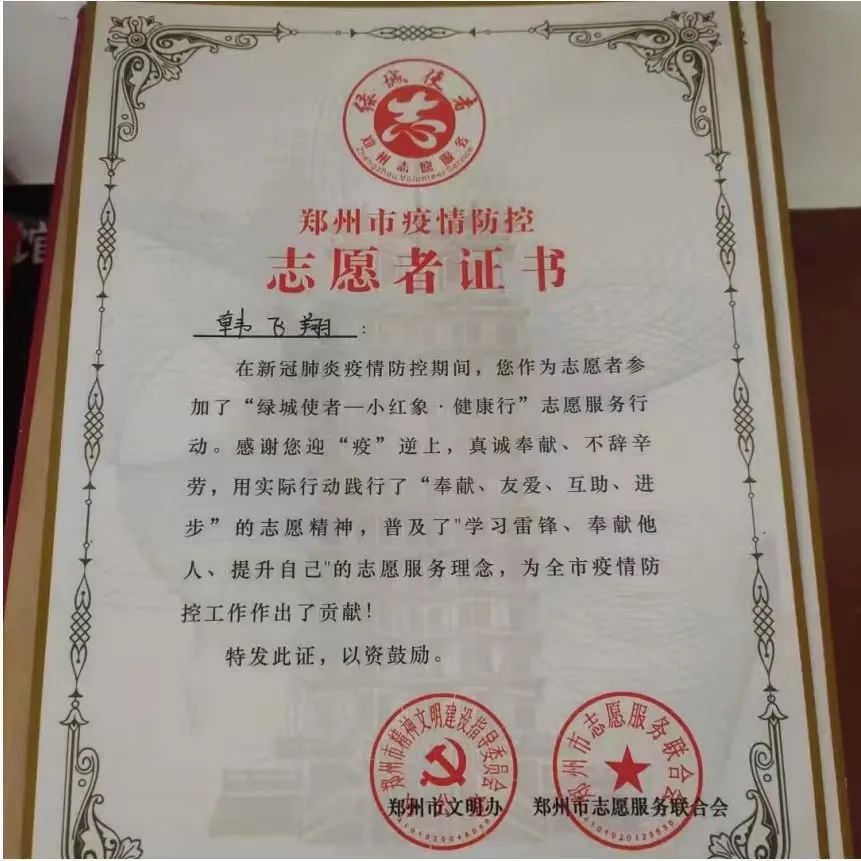 绿城使者
志
郑州志愿服务
Zhengzhou Volunteer Service
郑州市疫情防控
志愿者证书
馆
韩飞翔：
在新冠肺炎疫情防控期间，您作为志愿者参
加了“绿城使者—小红象·健康行”志愿服务行
动。感谢您迎“疫”逆上，真诚奉献、不辞辛
劳，用实际行动践行了“奉献、友爱、互助、进
步”的志愿精神，普及了"学习雷锋、奉献他
人、提升自己"的志愿服务理念，为全市疫情防
控工作作出了贡献！
特发此证，以资鼓励。
郑州市精神文明建设指导委员会
办公室
郑州市文明办
郑州市志愿服务联合会
郑州市志愿服务联合会